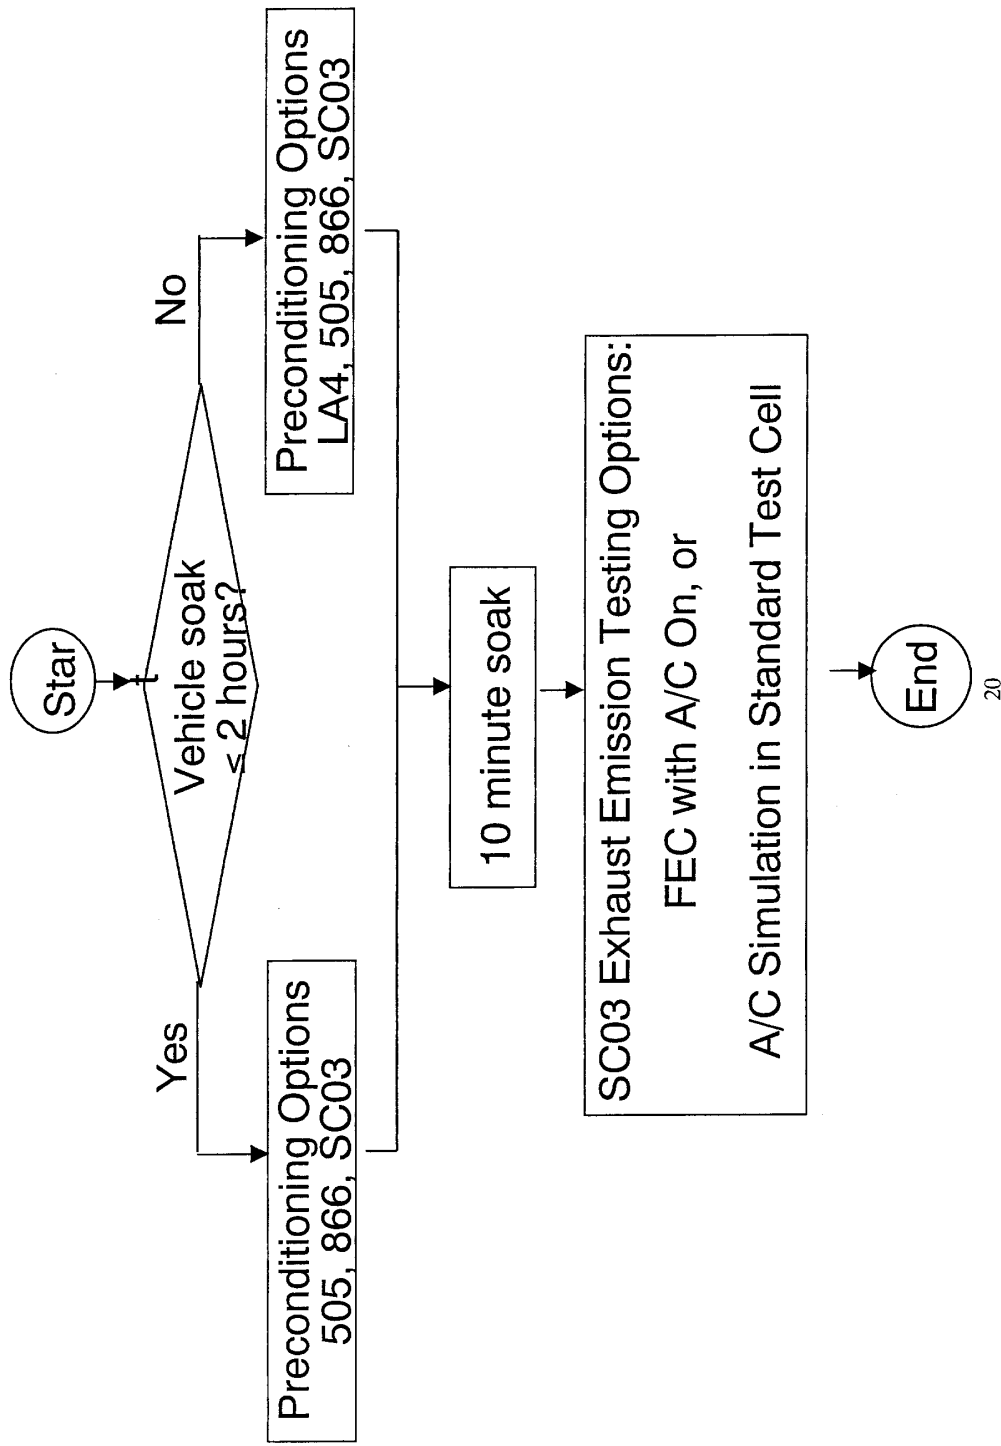 Star
t
Vehicle soak
< 2 hours?
Yes
No
Preconditioning Options
505, 866, SC03
Preconditioning Options
LA4, 505, 866, SC03
10 minute soak
SC03 Exhaust Emission Testing Options:
FEC with A/C On, or
A/C Simulation in Standard Test Cell
End
20